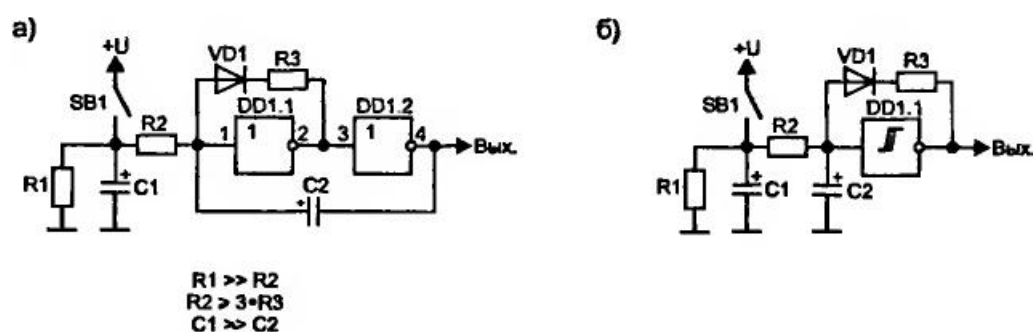 а)
+U
SB1
R1
C1
+
R2
VD1
R3
DD1.1
1
1
2
DD1.2
3
1
4
Вых.
+
C2
R1 >> R2
R2 ≥ 3•R3
C1 >> C2
б)
+U
SB1
R1
C1
+
R2
VD1
R3
DD1.1
+
C2
Вых.